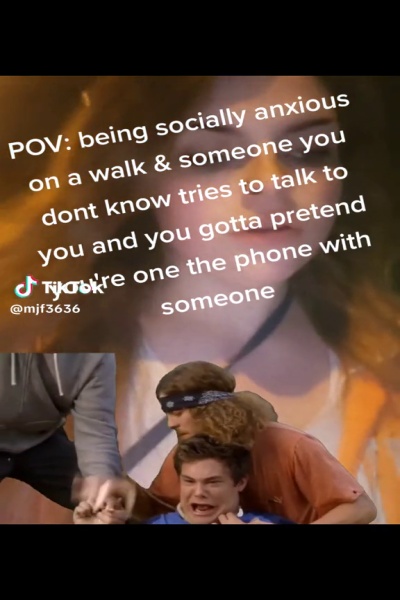 POV: being socially anxious
on a walk & someone you
dont know tries to talk to
you and you gotta pretend
you're one the phone with
someone
TikTok
@mjf3636